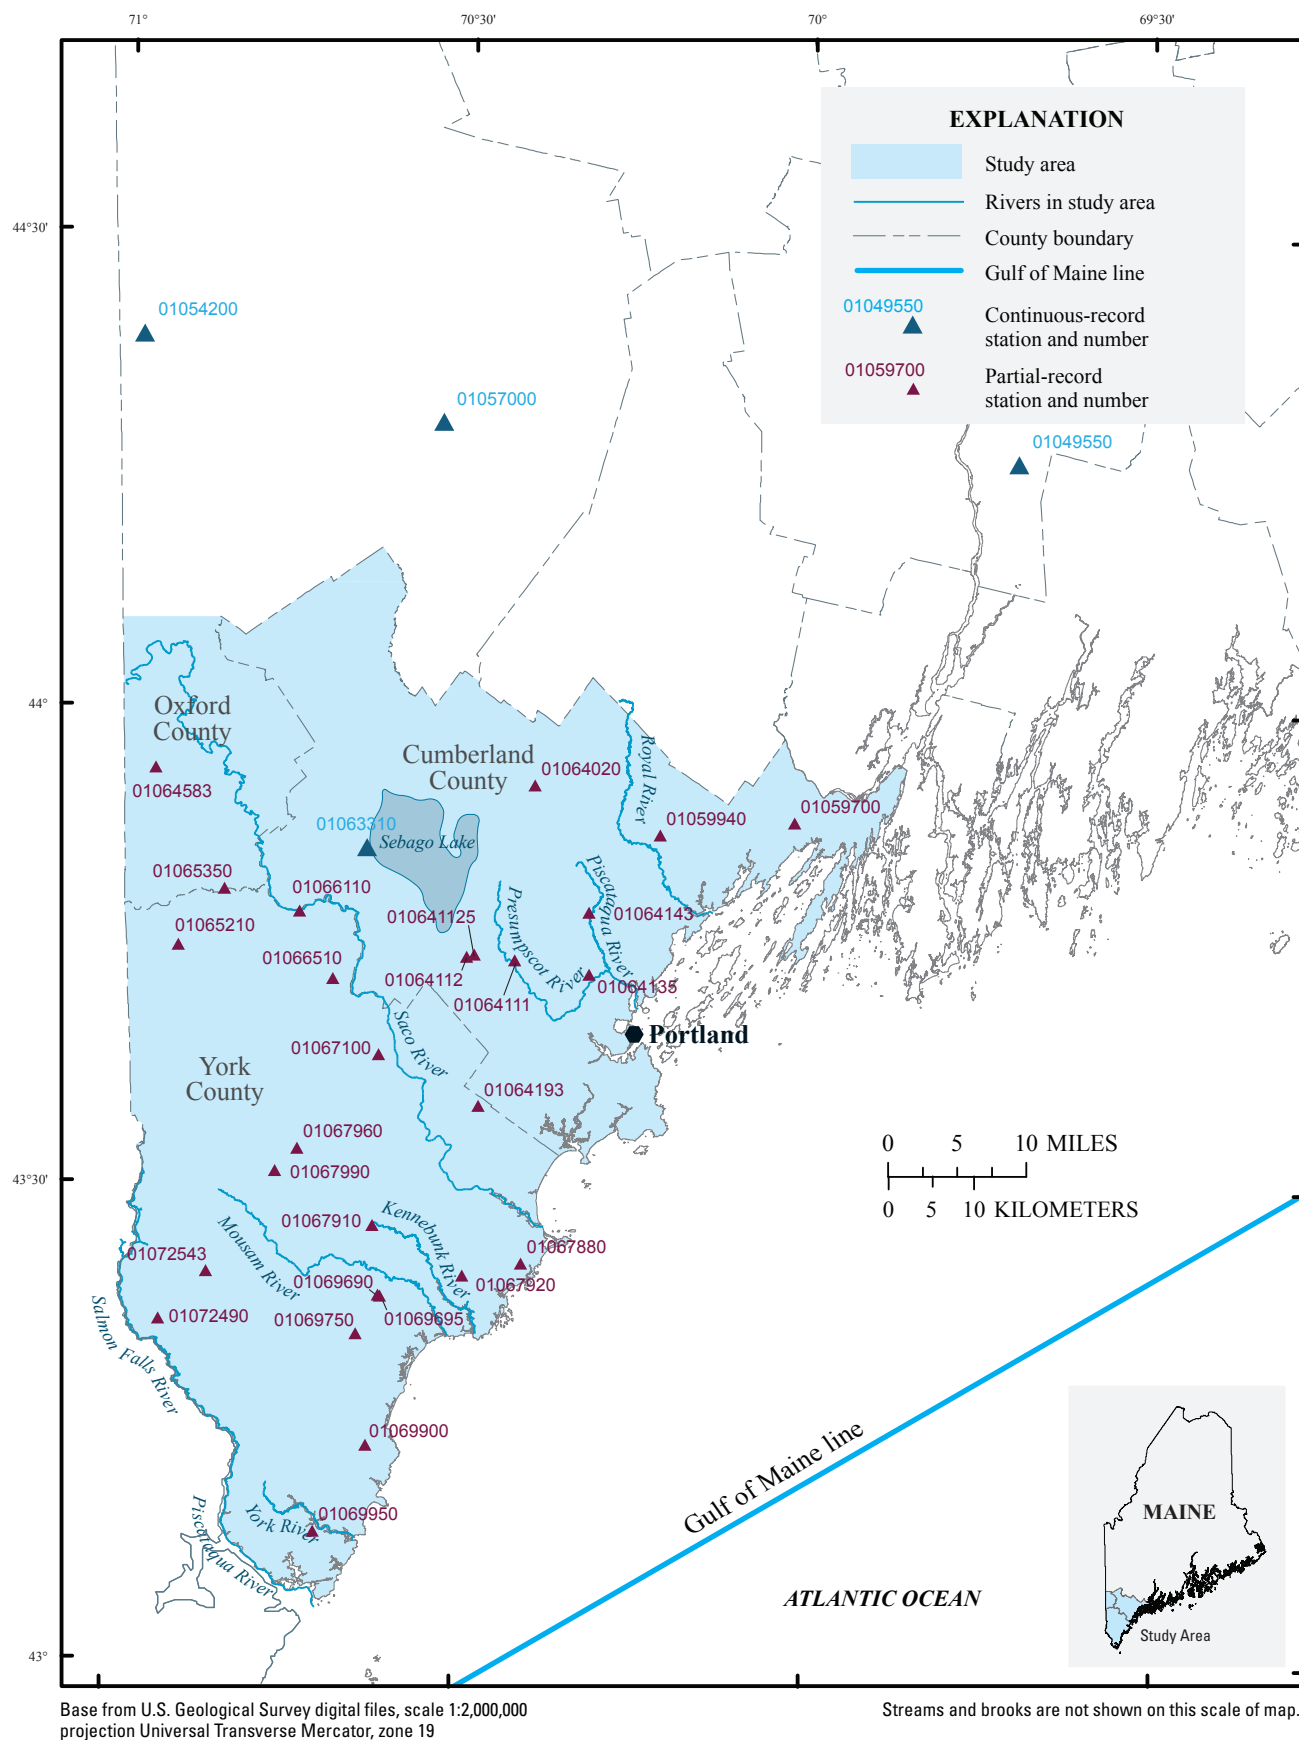 71°
70°30'
70°
69°30'
EXPLANATION
Study area
Rivers in study area
County boundary
Gulf of Maine line
01049550
Continuous-record
station and number
01059700
Partial-record
station and number
44°30'
01054200
01057000
01049550
44°
Oxford
County
01064583
Cumberland
County
01064020
Royal River
01059940
01059700
01063310
Sebago Lake
01065350
01066110
Piscataqua River
Presumpscot River
010641125
01064143
01065210
01066510
01064112
01064111
01064135
Saco River
Portland
01067100
York
County
01064193
01067960
01067990
0 5 10 MILES
0 5 10 KILOMETERS
43°30'
01067910
Kennebunk River
Mousam River
01072543
01067880
01067920
01069690
01069695
01072490
01069750
Salmon Falls River
01069900
Gulf of Maine line
01069950
York River
Piscataqua River
MAINE
Study Area
ATLANTIC OCEAN
43°
Base from U.S. Geological Survey digital files, scale 1:2,000,000
projection Universal Transverse Mercator, zone 19
Streams and brooks are not shown on this scale of map.